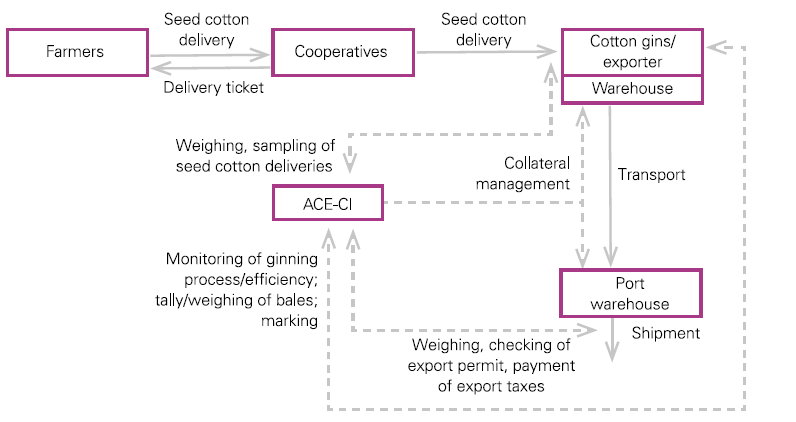 Seed cotton
delivery
Seed cotton
delivery
Farmers
Cooperatives
Cotton gins/
exporter
Delivery ticket
Warehouse
Weighing, sampling of
seed cotton deliveries
Collateral
management
Transport
ACE-CI
Monitoring of ginning
process/efficiency;
tally/weighing of bales;
marking
Port
warehouse
Shipment
Weighing, checking of
export permit, payment
of export taxes